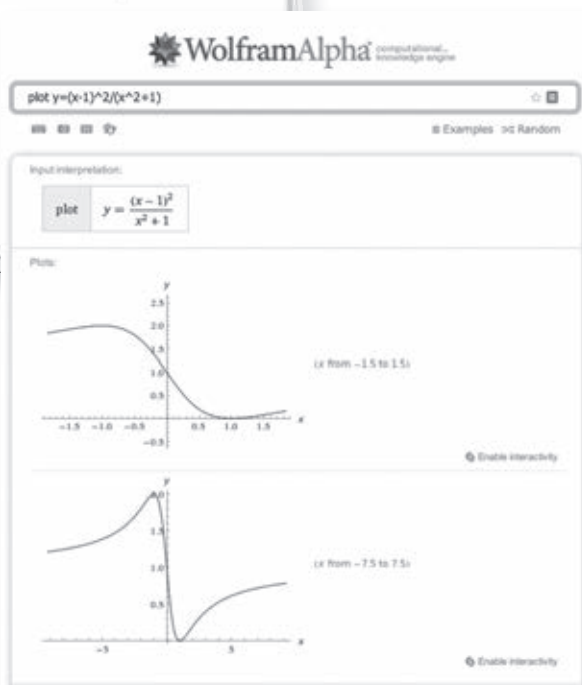 WolframAlpha computational... knowledge engine
plot y=(x-1)^2/(x^2+1)
Examples Random
Input interpretation:
plot y = (x − 1)² / x² + 1
Plots:
y
2.5
2.0
1.5
1.0
0.5
−1.5 −1.0 −0.5 0.5 1.0 1.5 x
−0.5
(x from −1.5 to 1.5)
Enable interactivity
y
2.0
1.5
1.0
0.5
−5 5 x
(x from −7.5 to 7.5)
Enable interactivity